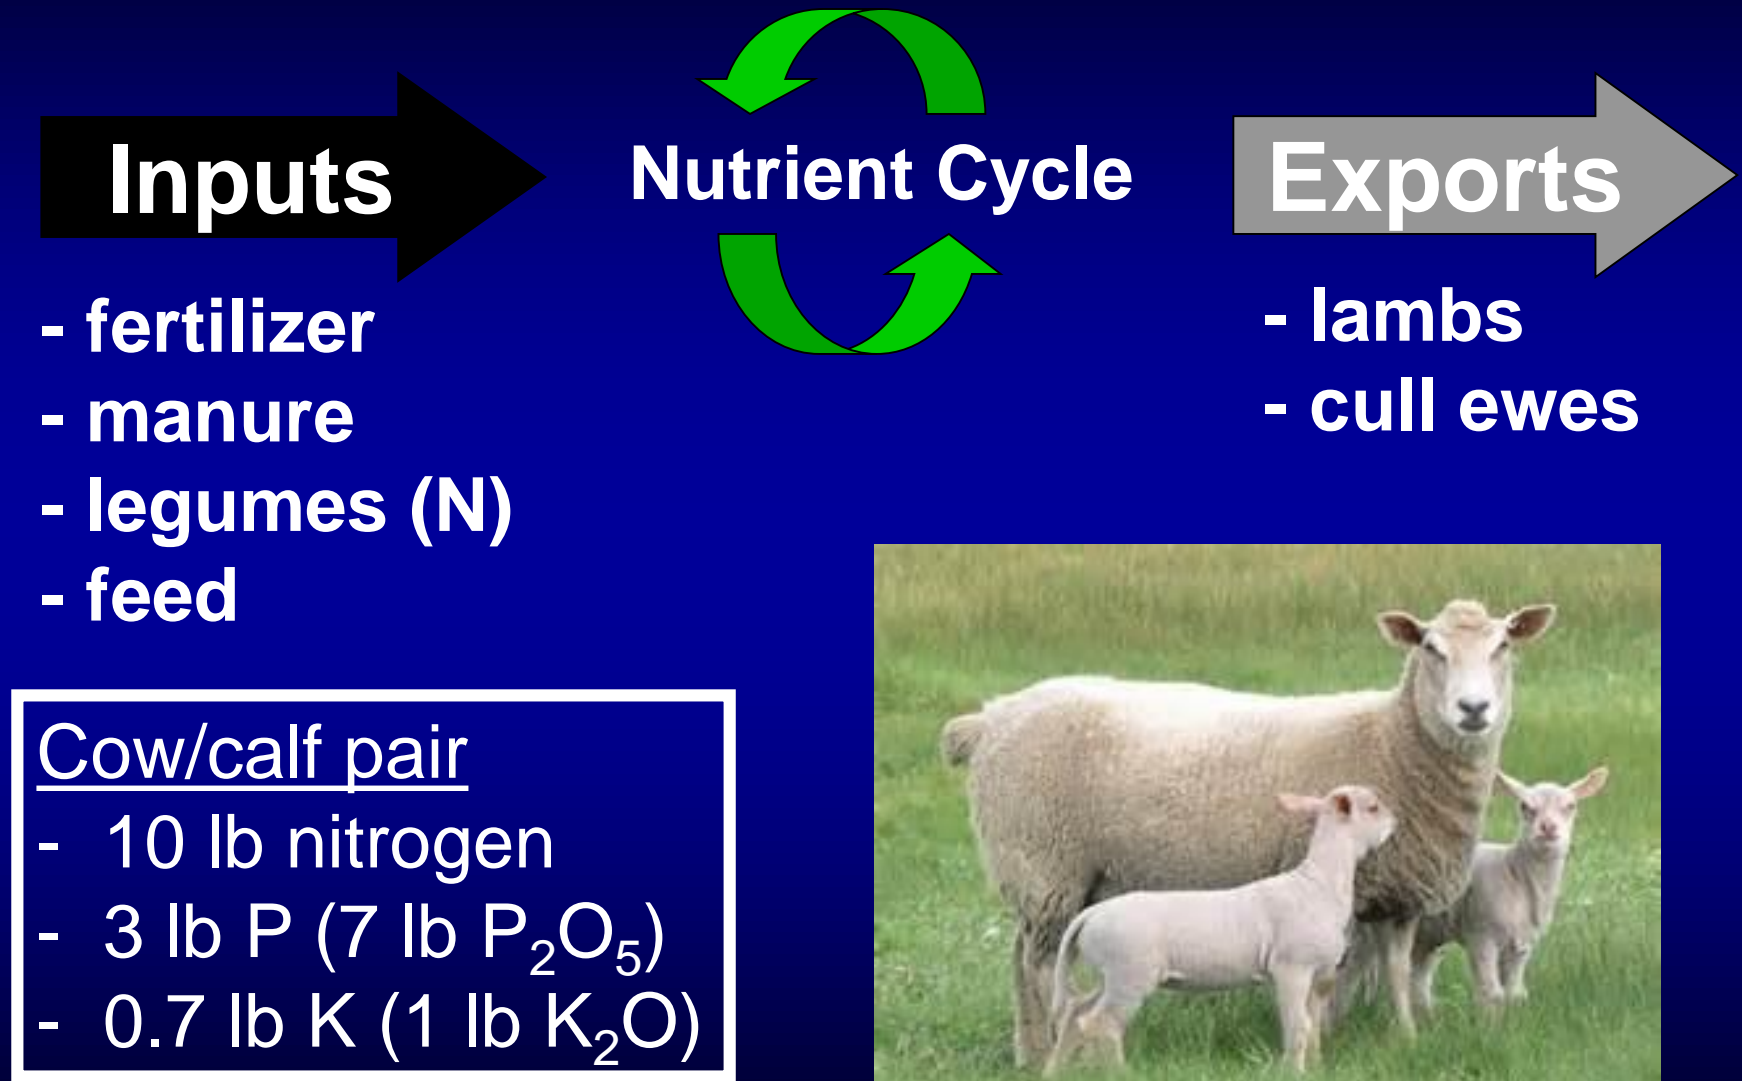 Inputs
Nutrient Cycle
Exports
- fertilizer
- manure
- legumes (N)
- feed
- lambs
- cull ewes
Cow/calf pair
- 10 lb nitrogen
- 3 lb P (7 lb P₂O₅)
- 0.7 lb K (1 lb K₂O)